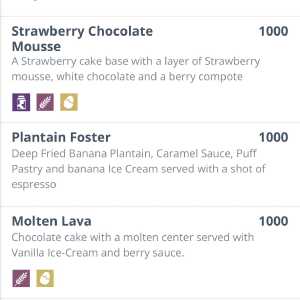 Strawberry Chocolate 1000
Mousse
A Strawberry cake base with a layer of Strawberry
mousse, white chocolate and a berry compote
Plantain Foster 1000
Deep Fried Banana Plantain, Caramel Sauce, Puff
Pastry and banana Ice Cream served with a shot of
espresso
Molten Lava 1000
Chocolate cake with a molten center served with
Vanilla Ice-Cream and berry sauce.